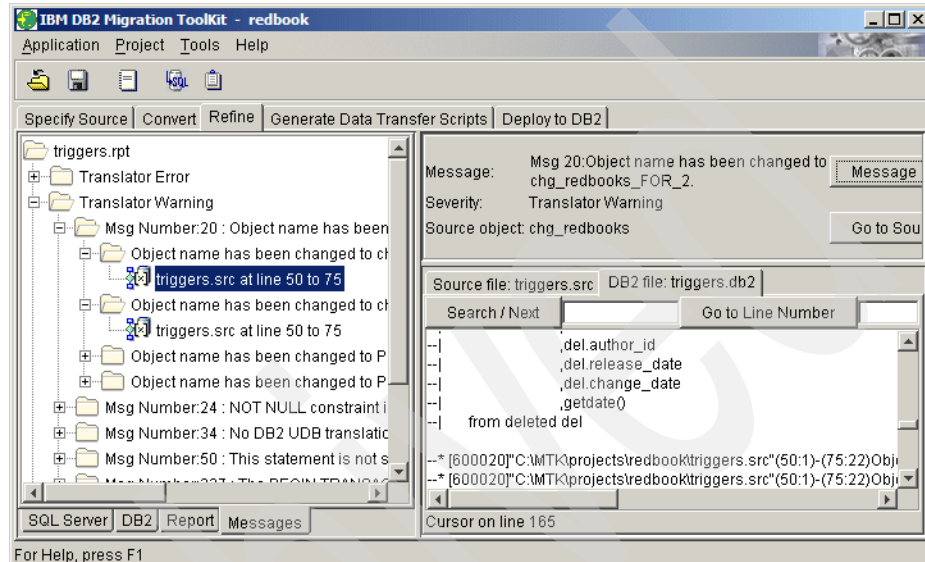 IBM DB2 Migration ToolKit - redbook
Application Project Tools Help
SQL
Specify Source Convert Refine Generate Data Transfer Scripts Deploy to DB2
triggers.rpt
Translator Error
Translator Warning
Msg Number:20 : Object name has been
Object name has been changed to ch
triggers.src at line 50 to 75
Object name has been changed to ch
triggers.src at line 50 to 75
Object name has been changed to P
Object name has been changed to P
Msg Number:24 : NOT NULL constraint i
Msg Number:34 : No DB2 UDB translatic
Msg Number:50 : This statement is not s
SQL Server DB2 Report Messages
Message: Msg 20:Object name has been changed to
chg_redbooks_FOR_2.
Message
Severity: Translator Warning
Source object: chg_redbooks
Go to Sou
Source file: triggers.src DB2 file: triggers.db2
Search / Next Go to Line Number
--| ,del.author_id
--| ,del.release_date
--| ,del.change_date
--| ,getdate()
--| from deleted del
--* [600020]"C:\MTK\projects\redbook\triggers.src"(50:1)-(75:22)Obj
--* [600020]"C:\MTK\projects\redbook\triggers.src"(50:1)-(75:22)Obj
Cursor on line 165
For Help, press F1